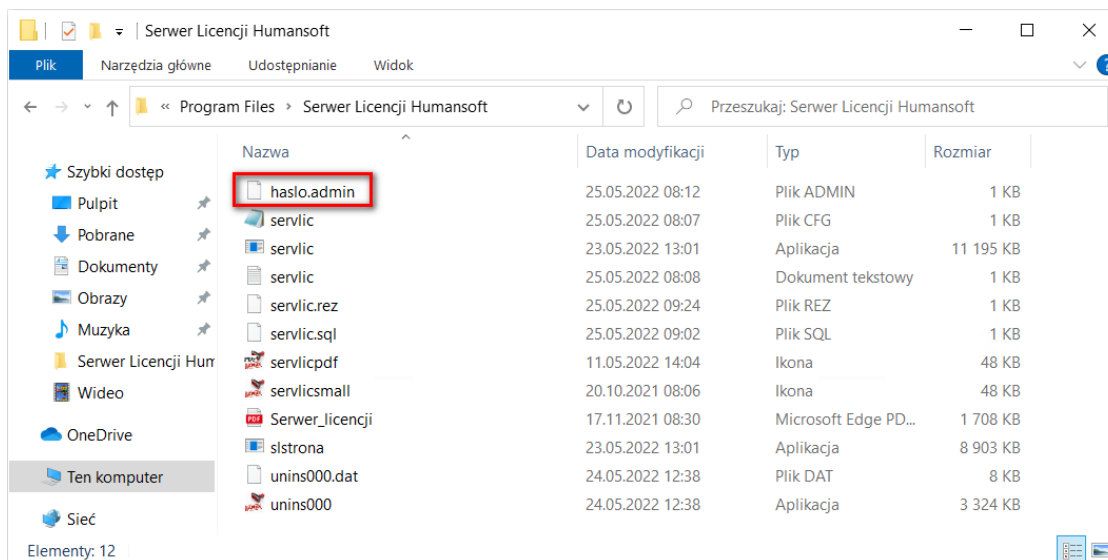 Serwer Licencji Humansoft
Plik Narzędzia główne Udostępnianie Widok
« Program Files › Serwer Licencji Humansoft Przeszukaj: Serwer Licencji Humansoft
Nazwa Data modyfikacji Typ Rozmiar
Szybki dostęp
Pulpit
Pobrane
Dokumenty
Obrazy
Muzyka
Serwer Licencji Hum
Wideo
OneDrive
Ten komputer
Sieć
haslo.admin 25.05.2022 08:12 Plik ADMIN 1 KB
servlic 25.05.2022 08:07 Plik CFG 1 KB
servlic 23.05.2022 13:01 Aplikacja 11 195 KB
servlic 25.05.2022 08:08 Dokument tekstowy 1 KB
servlic.rez 25.05.2022 09:24 Plik REZ 1 KB
servlic.sql 25.05.2022 09:02 Plik SQL 1 KB
servlicpdf 11.05.2022 14:04 Ikona 48 KB
servlicsmall 20.10.2021 08:06 Ikona 48 KB
Serwer_licencji 17.11.2021 08:30 Microsoft Edge PD... 1 708 KB
slstrona 23.05.2022 13:01 Aplikacja 8 903 KB
unins000.dat 24.05.2022 12:38 Plik DAT 8 KB
unins000 24.05.2022 12:38 Aplikacja 3 324 KB
Elementy: 12